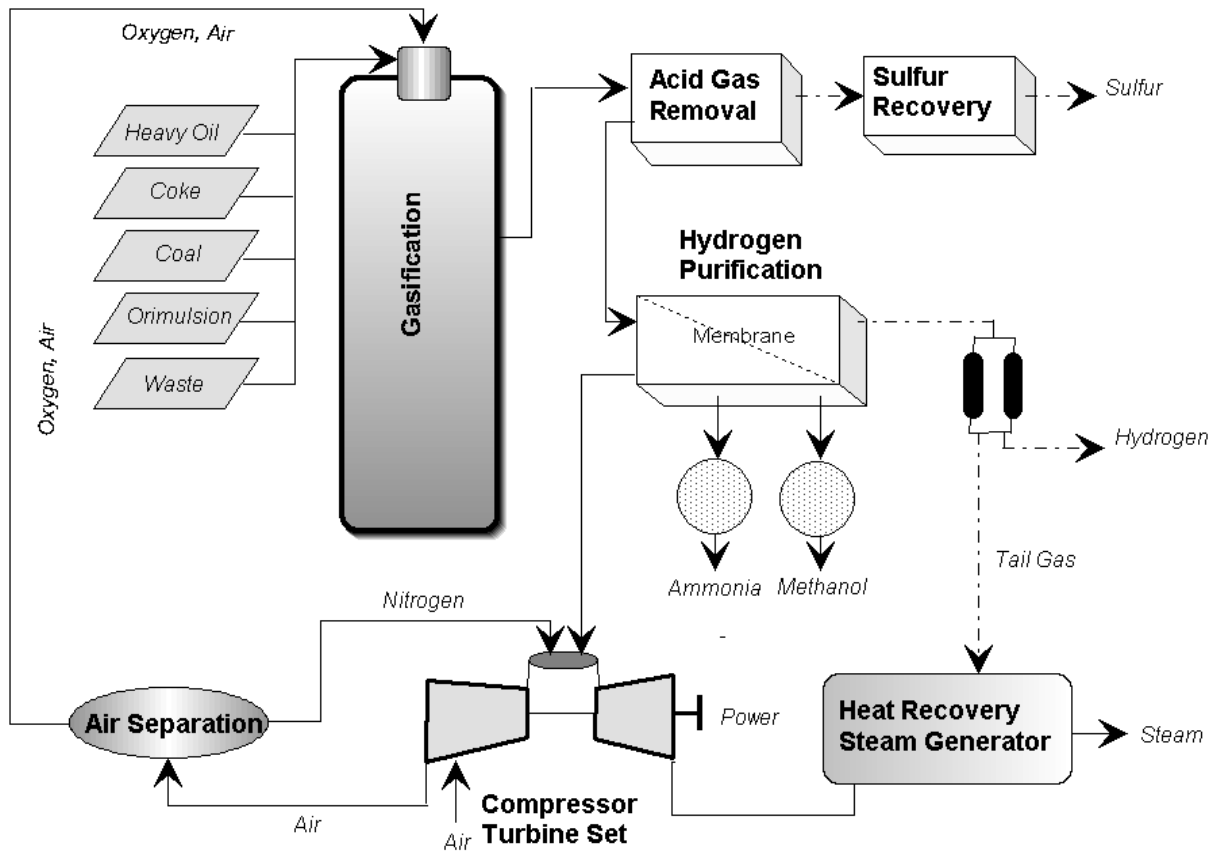 Oxygen, Air
Acid Gas
Removal
Sulfur
Recovery
Sulfur
Heavy Oil
Coke
Coal
Orimulsion
Waste
Oxygen, Air
Gasification
Hydrogen
Purification
Membrane
Hydrogen
Tail Gas
Ammonia
Methanol
Nitrogen
Air Separation
Power
Heat Recovery
Steam Generator
Steam
Air
Air
Compressor
Turbine Set